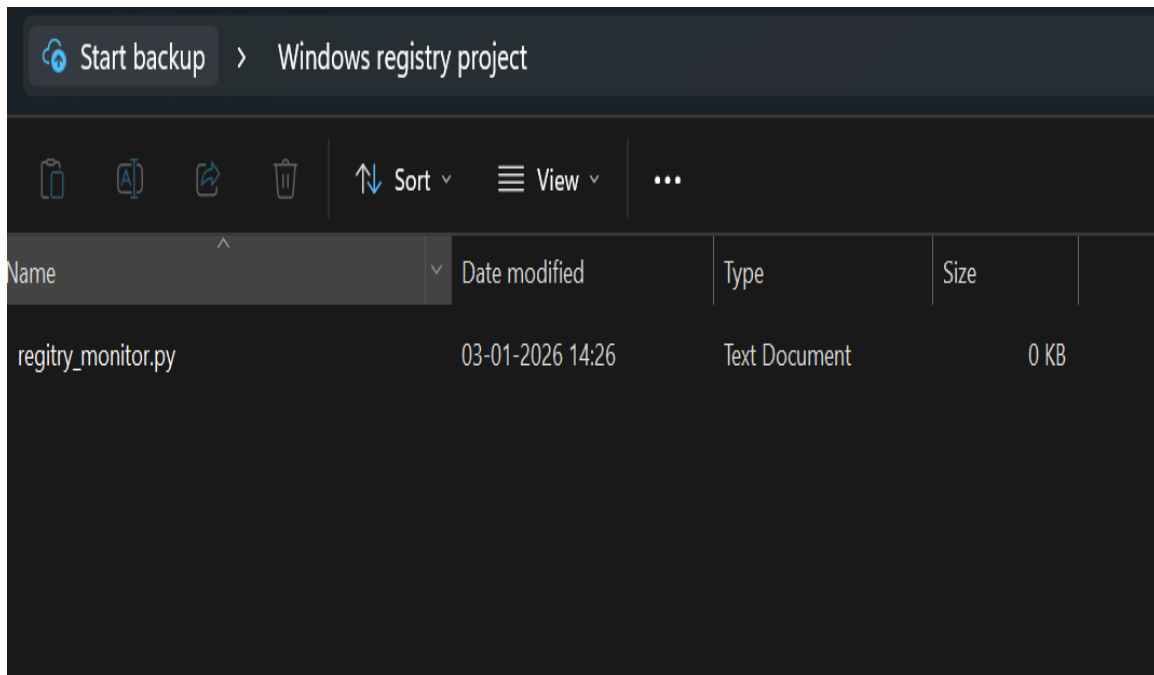 Start backup > Windows registry project
Sort View •••
Name Date modified Type Size
regitry_monitor.py 03-01-2026 14:26 Text Document 0 KB